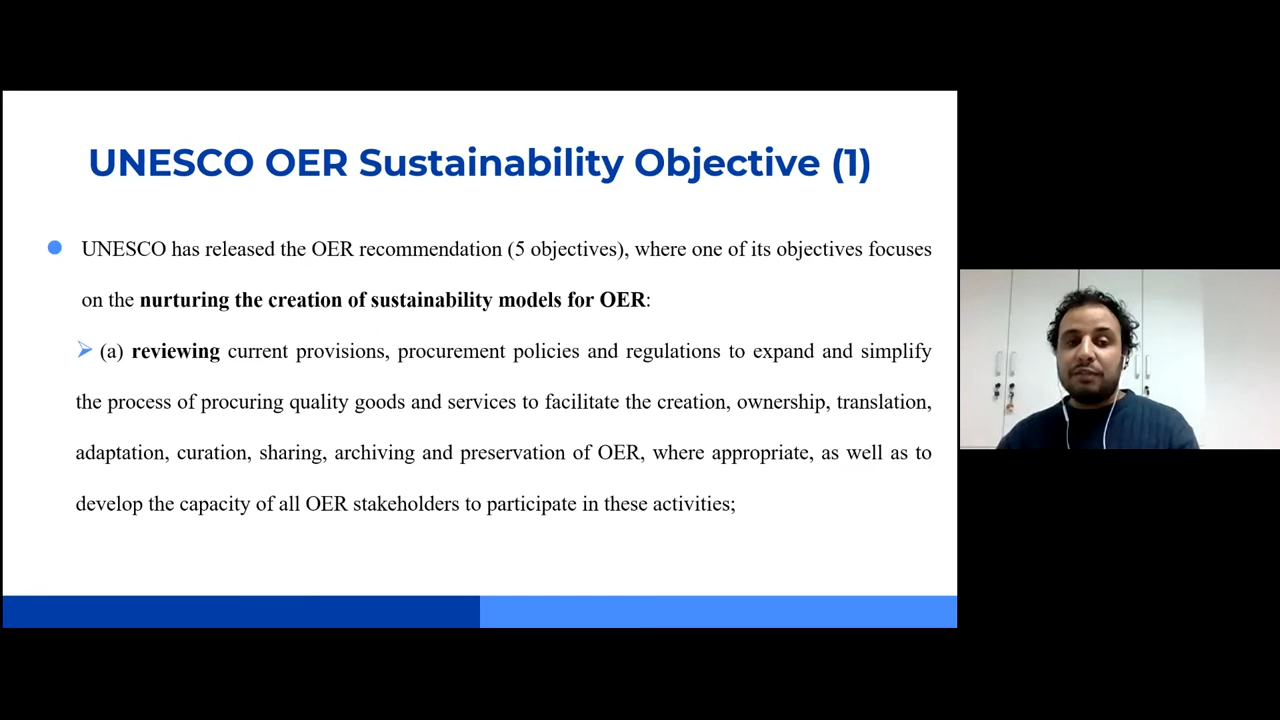 UNESCO OER Sustainability Objective (1)
UNESCO has released the OER recommendation (5 objectives), where one of its objectives focuses
on the nurturing the creation of sustainability models for OER:
(a) reviewing current provisions, procurement policies and regulations to expand and simplify
the process of procuring quality goods and services to facilitate the creation, ownership, translation,
adaptation, curation, sharing, archiving and preservation of OER, where appropriate, as well as to
develop the capacity of all OER stakeholders to participate in these activities;